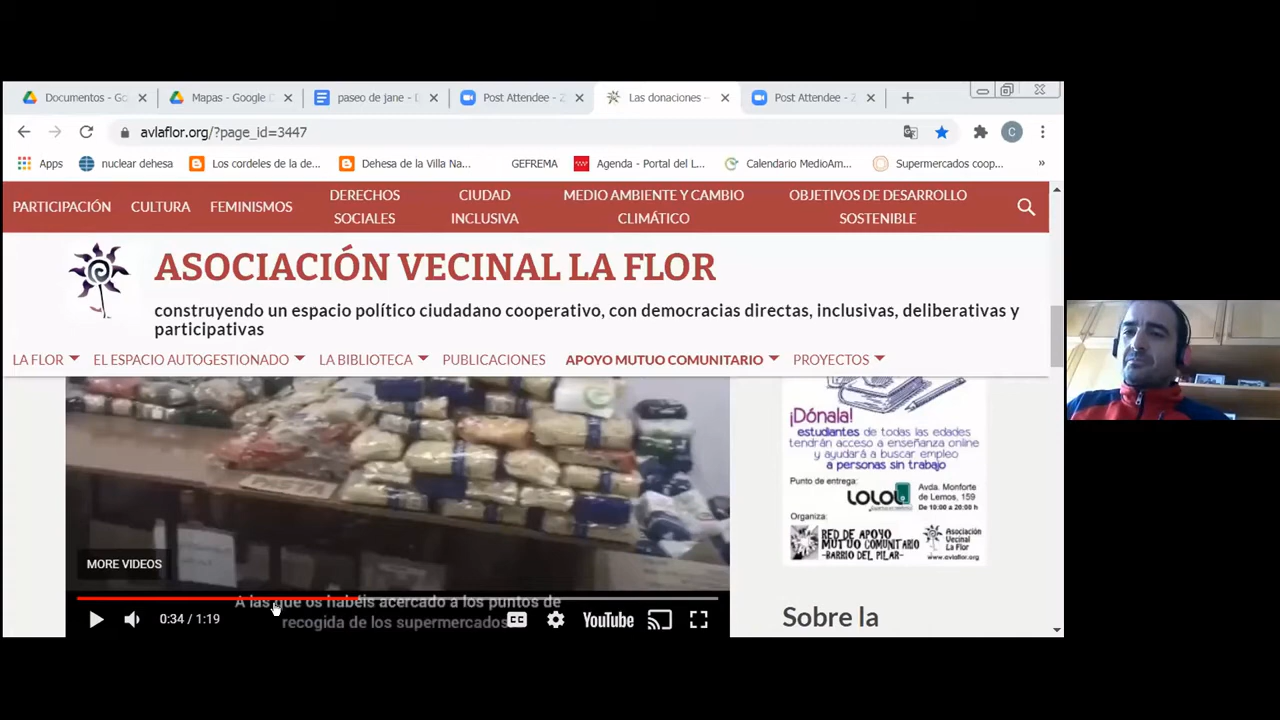 Documentos - Go
Mapas - Google D
paseo de jane - D
Post Attendee - Z
Las donaciones –
Post Attendee - Z
avlaflor.org/?page_id=3447
C
Apps
nuclear dehesa
Los cordeles de la de...
Dehesa de la Villa Na...
GEFREMA
Agenda - Portal del L...
Calendario MedioAm...
Supermercados coop...
»
PARTICIPACIÓN
CULTURA
FEMINISMOS
DERECHOS
SOCIALES
CIUDAD
INCLUSIVA
MEDIO AMBIENTE Y CAMBIO
CLIMÁTICO
OBJETIVOS DE DESARROLLO
SOSTENIBLE
ASOCIACIÓN VECINAL LA FLOR
construyendo un espacio político ciudadano cooperativo, con democracias directas, inclusivas, deliberativas y
participativas
LA FLOR
EL ESPACIO AUTOGESTIONADO
LA BIBLIOTECA
PUBLICACIONES
APOYO MUTUO COMUNITARIO
PROYECTOS
MORE VIDEOS
A las que os habéis acercado a los puntos de
recogida de los supermercados
0:34 / 1:19
CC
YouTube
¡Dónala!
estudiantes de todas las edades
tendrán acceso a enseñanza online
y ayudará a buscar empleo
a personas sin trabajo
Punto de entrega:
LOLO
Avda. Monforte
de Lemos, 159
De 10:00 a 20:00 h
Organiza:
RED DE APOYO
MUTUO COMUNITARIO
-BARRIO DEL PILAR-
Asociación
Vecinal
La Flor
www.avlaflor.org
Sobre la